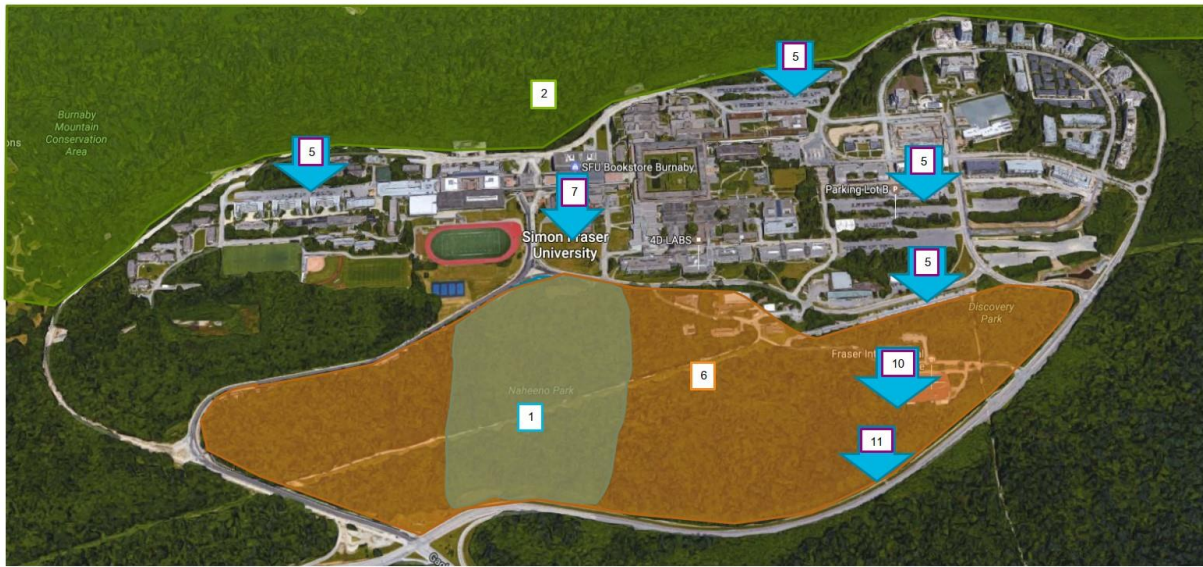 5
2
Burnaby
Mountain
Conservation
Area
ons
5
SFU Bookstore Burnaby
5
Parking Lot B
7
Simon Fraser
University
4D LABS
5
Discovery
Park
Fraser Int
10
6
Naheeno Park
1
11